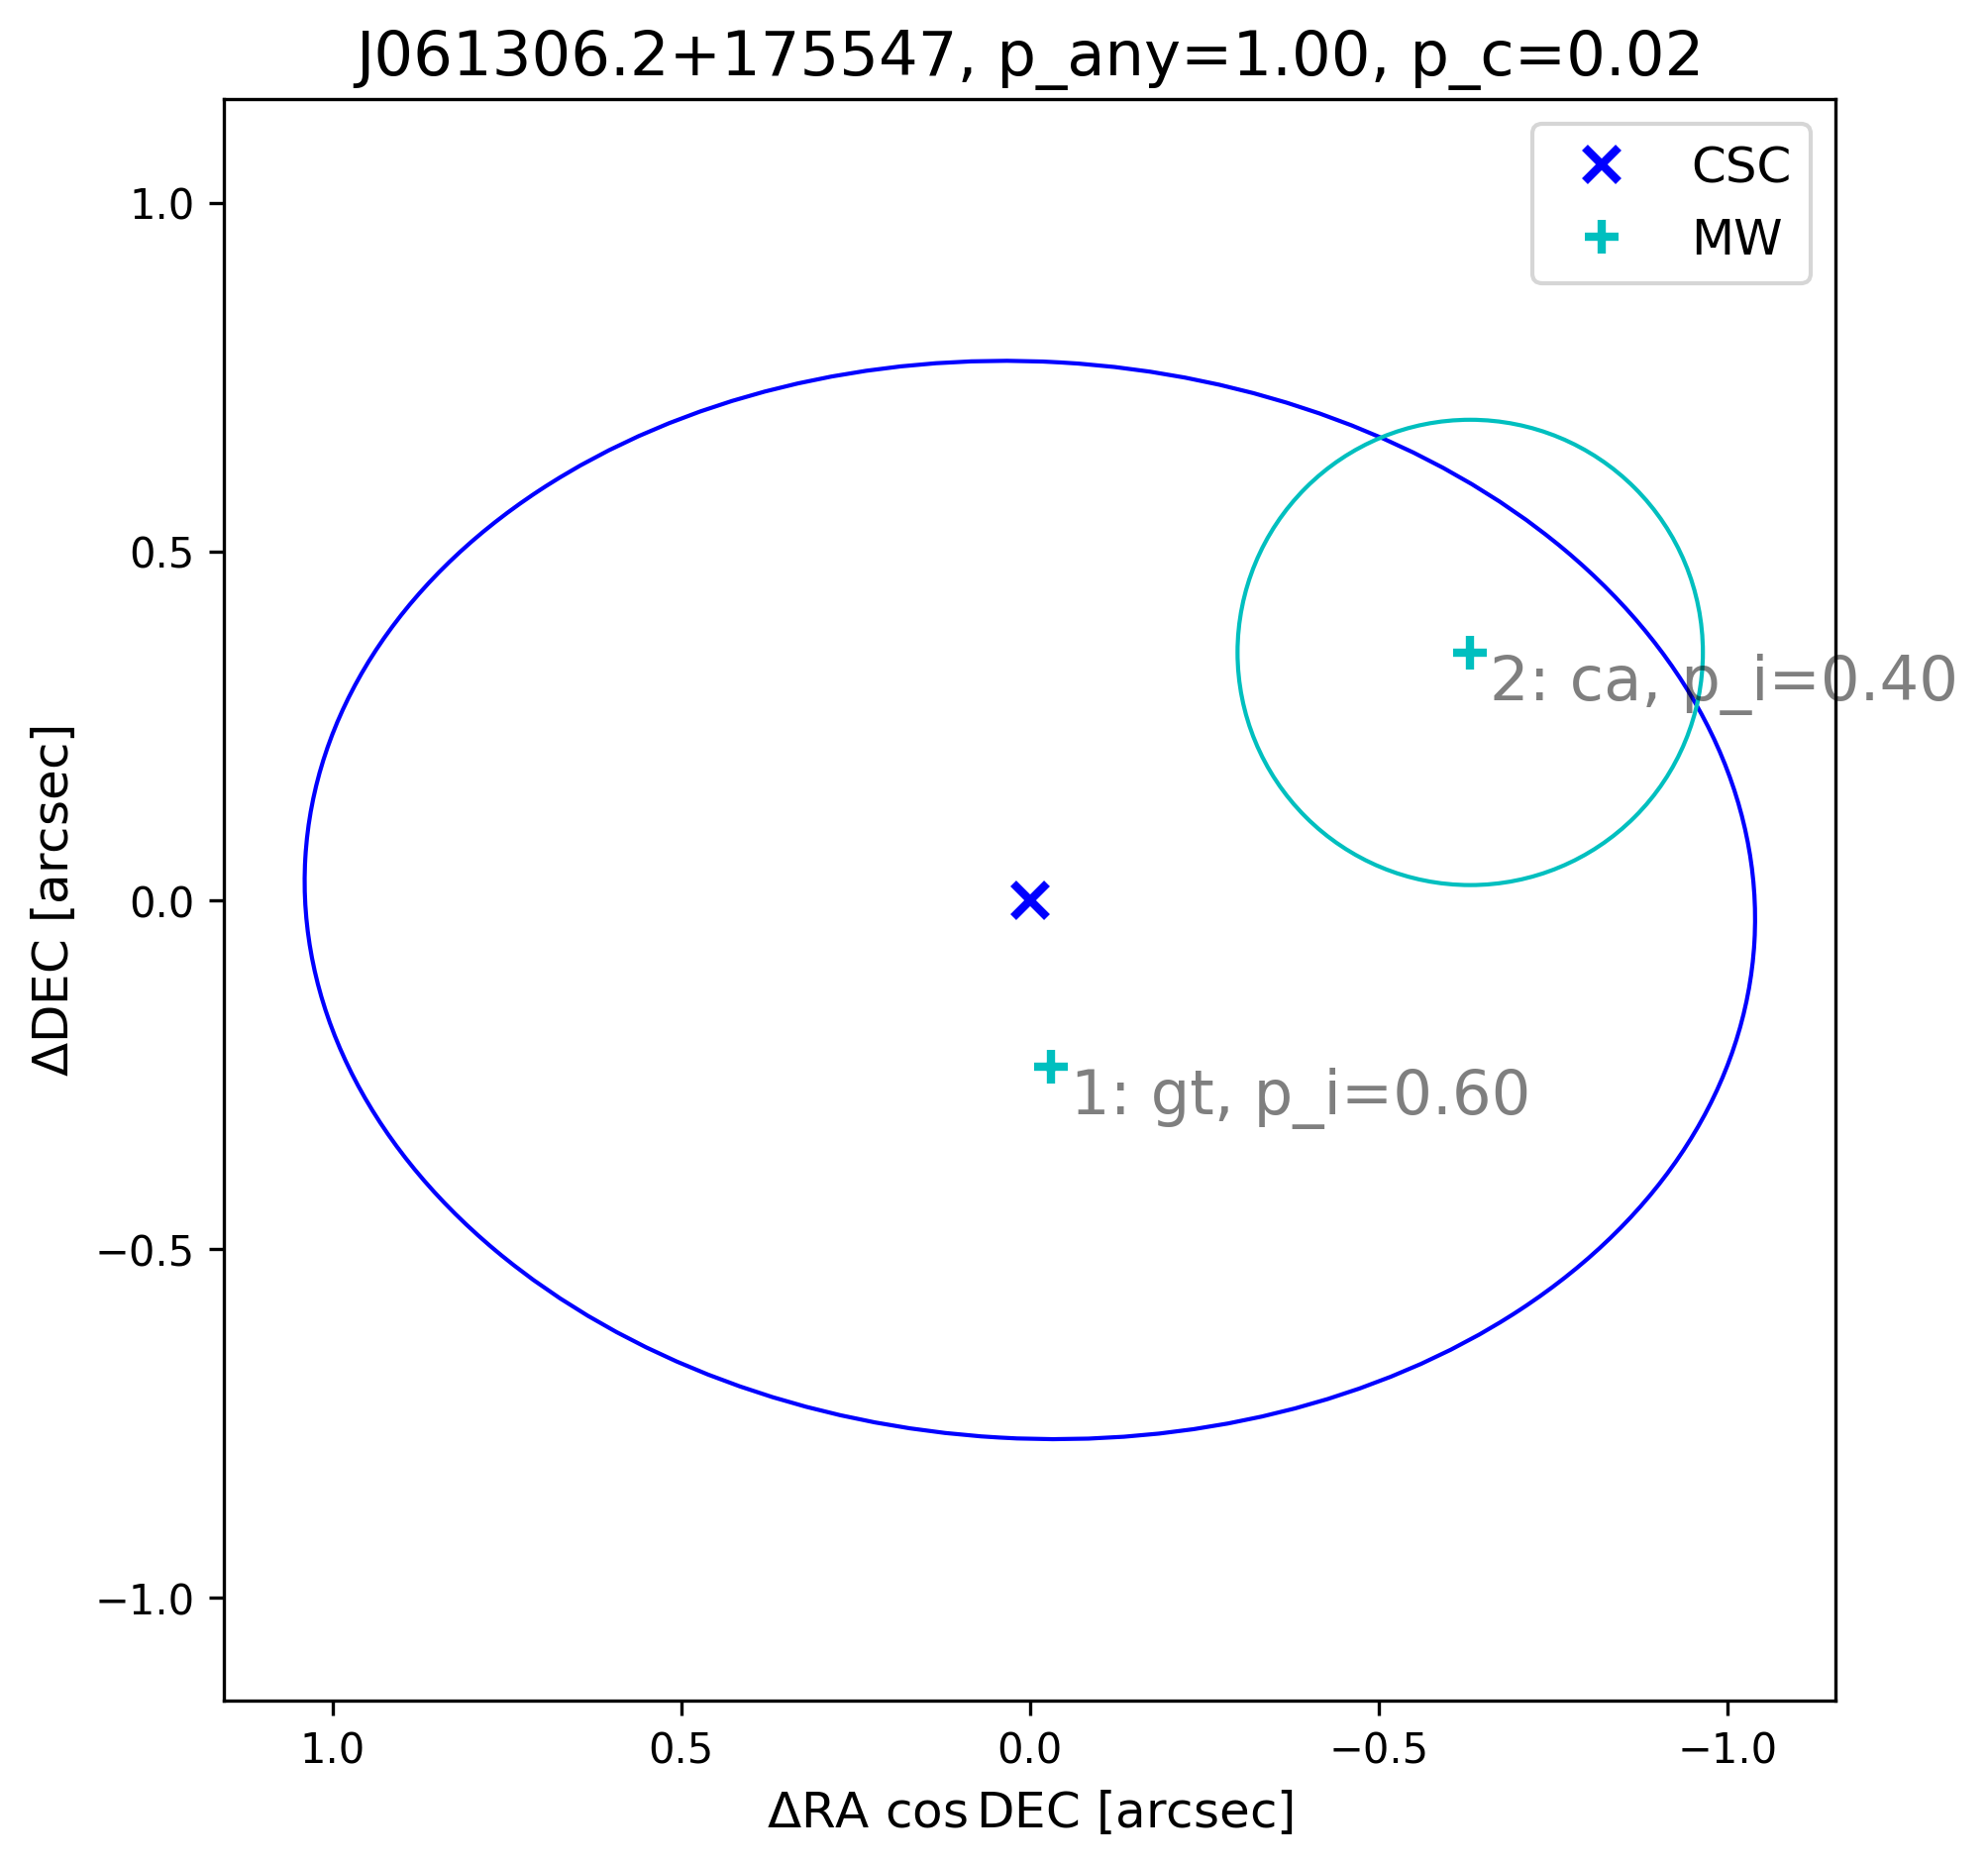 J061306.2+175547, p_any=1.00, p_c=0.02
CSC
MW
1.0
0.5
0.0
−0.5
−1.0
ΔDEC [arcsec]
2: ca, p_i=0.40
1: gt, p_i=0.60
1.0
0.5
0.0
−0.5
−1.0
ΔRA cos DEC [arcsec]